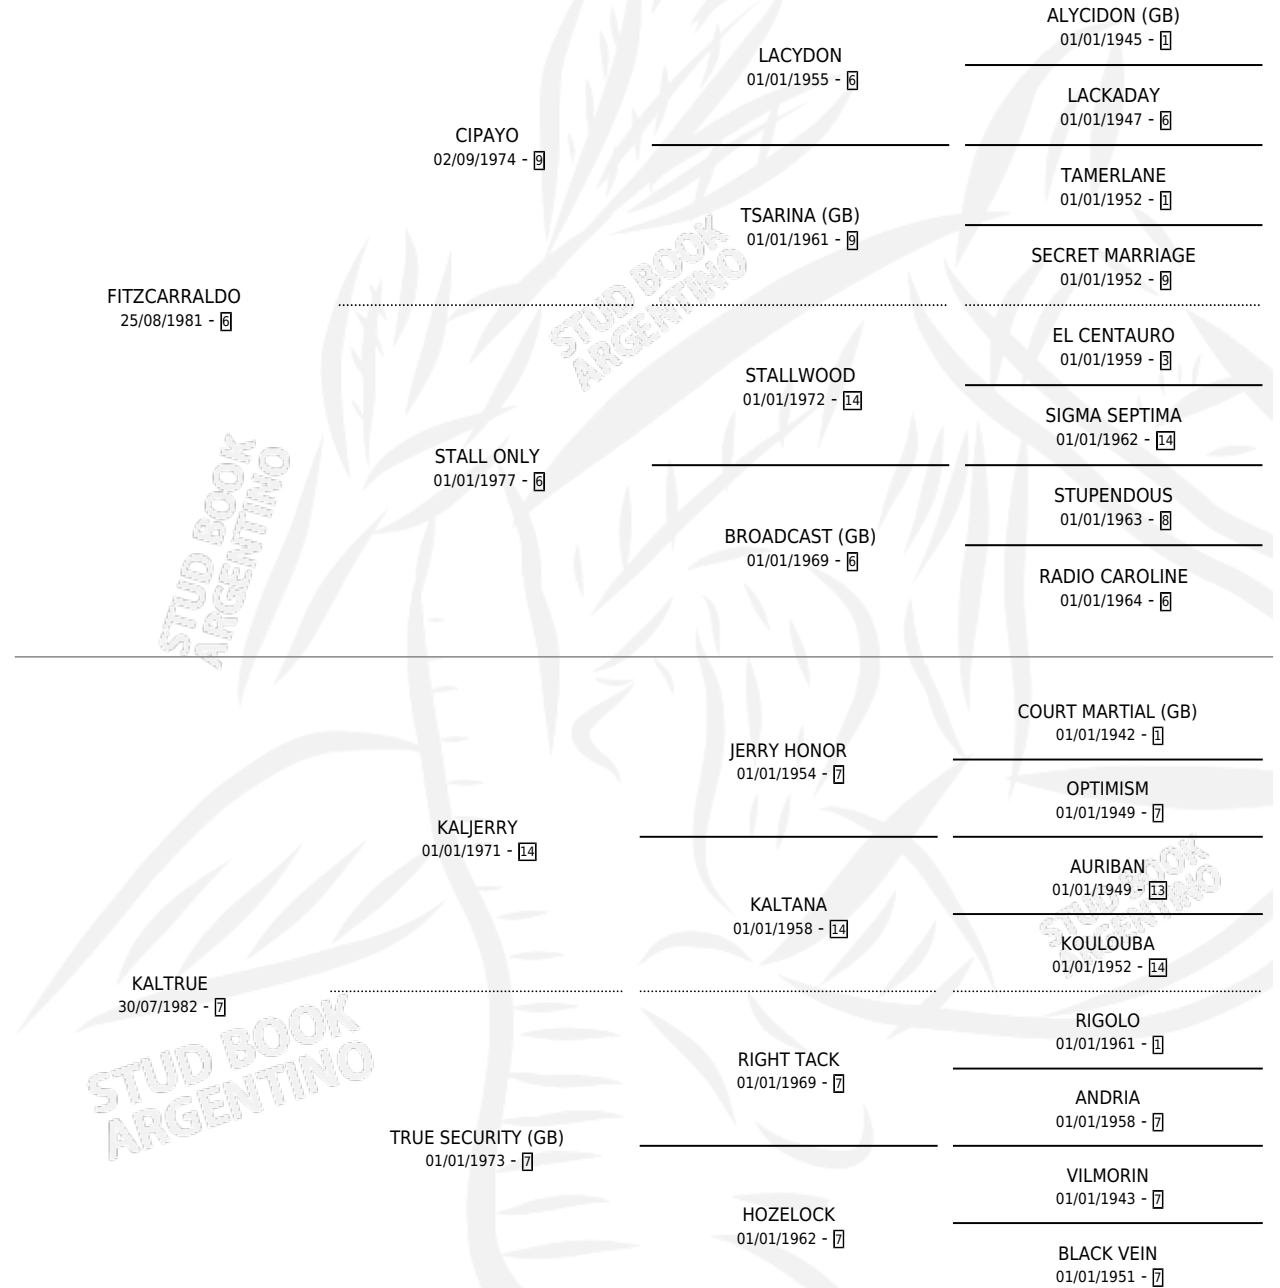 FITZCARRALDO
25/08/1981 - 6
CIPAYO
02/09/1974 - 9
LACYDON
01/01/1955 - 6
ALYCIDON (GB)
01/01/1945 - 1
LACKADAY
01/01/1947 - 6
TSARINA (GB)
01/01/1961 - 9
TAMERLANE
01/01/1952 - 1
SECRET MARRIAGE
01/01/1952 - 9
STALL ONLY
01/01/1977 - 6
STALLWOOD
01/01/1972 - 14
EL CENTAURO
01/01/1959 - 3
SIGMA SEPTIMA
01/01/1962 - 14
BROADCAST (GB)
01/01/1969 - 6
STUPENDOUS
01/01/1963 - 8
RADIO CAROLINE
01/01/1964 - 6
KALTRUE
30/07/1982 - 7
KALJERRY
01/01/1971 - 14
JERRY HONOR
01/01/1954 - 7
COURT MARTIAL (GB)
01/01/1942 - 1
OPTIMISM
01/01/1949 - 7
KALTANA
01/01/1958 - 14
AURIBAN
01/01/1949 - 13
KOULOUBA
01/01/1952 - 14
TRUE SECURITY (GB)
01/01/1973 - 7
RIGHT TACK
01/01/1969 - 7
RIGOLO
01/01/1961 - 1
ANDRIA
01/01/1958 - 7
HOZELOCK
01/01/1962 - 7
VILMORIN
01/01/1943 - 7
BLACK VEIN
01/01/1951 - 7
STUD BOOK
ARGENTINO
STUD BOOK
ARGENTINO
STUD BOOK
ARGENTINO
STUD BOOK
ARGENTINO